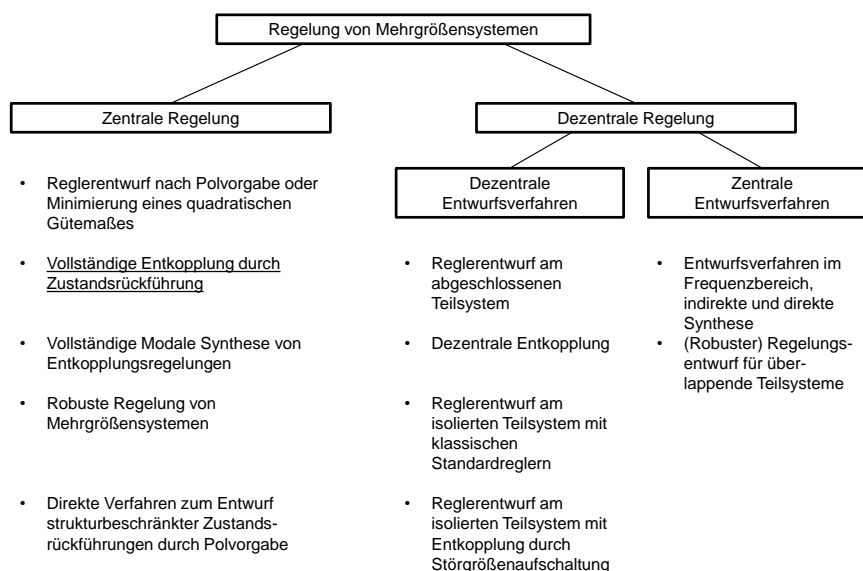 Regelung von Mehrgrößensystemen
Zentrale Regelung
Dezentrale Regelung
• Reglerentwurf nach Polvorgabe oder
Minimierung eines quadratischen
Gütemaßes
• Vollständige Entkopplung durch
Zustandsrückführung
• Vollständige Modale Synthese von
Entkopplungsregelungen
• Robuste Regelung von
Mehrgrößensystemen
• Direkte Verfahren zum Entwurf
strukturbeschränkter Zustands-
rückführungen durch Polvorgabe
Dezentrale
Entwurfsverfahren
• Reglerentwurf am
abgeschlossenen
Teilsystem
• Dezentrale Entkopplung
• Reglerentwurf am
isolierten Teilsystem mit
klassischen
Standardreglern
• Reglerentwurf am
isolierten Teilsystem mit
Entkopplung durch
Störgrößenaufschaltung
Zentrale
Entwurfsverfahren
• Entwurfsverfahren im
Frequenzbereich,
indirekte und direkte
Synthese
• (Robuster) Regelungs-
entwurf für über-
lappende Teilsysteme